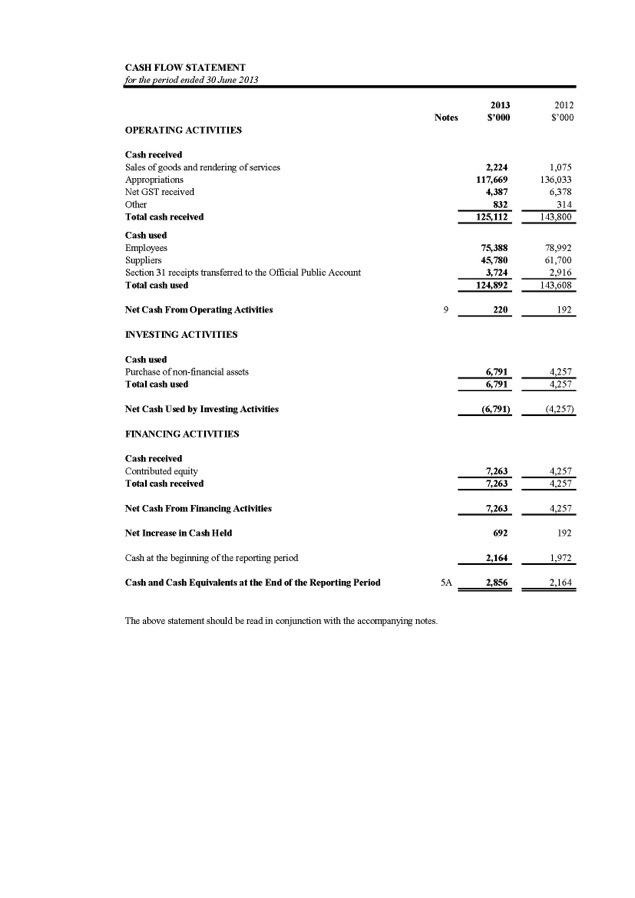 CASH FLOW STATEMENT
for the period ended 30 June 2013
2013 2012
Notes $'000 $'000
OPERATING ACTIVITIES
Cash received
Sales of goods and rendering of services 2,224 1,075
Appropriations 117,669 136,033
Net GST received 4,387 6,378
Other 832 314
Total cash received 125,112 143,800
Cash used
Employees 75,388 78,992
Suppliers 45,780 61,700
Section 31 receipts transferred to the Official Public Account 3,724 2,916
Total cash used 124,892 143,608
Net Cash From Operating Activities 9 220 192
INVESTING ACTIVITIES
Cash used
Purchase of non-financial assets 6,791 4,257
Total cash used 6,791 4,257
Net Cash Used by Investing Activities (6,791) (4,257)
FINANCING ACTIVITIES
Cash received
Contributed equity 7,263 4,257
Total cash received 7,263 4,257
Net Cash From Financing Activities 7,263 4,257
Net Increase in Cash Held 692 192
Cash at the beginning of the reporting period 2,164 1,972
Cash and Cash Equivalents at the End of the Reporting Period 5A 2,856 2,164
The above statement should be read in conjunction with the accompanying notes.